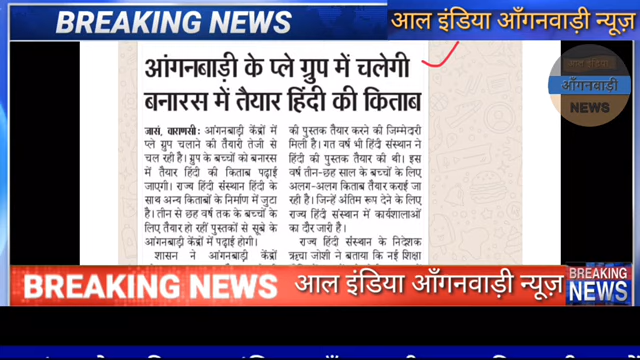 BREAKING NEWS
आल इंडिया आँगनवाड़ी न्यूज़
आल इंडिया
आँगनवाड़ी
NEWS
आंगनबाड़ी के प्ले ग्रुप में चलेगी
बनारस में तैयार हिंदी की किताब
जासं, वाराणसी: आंगनबाड़ी केंद्रों में
प्ले ग्रुप चलाने की तैयारी तेजी से
चल रही है। ग्रुप के बच्चों को बनारस
में तैयार हिंदी की किताब पढ़ाई
जाएगी। राज्य हिंदी संस्थान हिंदी के
साथ अन्य किताबों के निर्माण में जुटा
है। तीन से छह वर्ष तक के बच्चों के
लिए तैयार हो रहीं पुस्तकों से सूबे के
आंगनबाड़ी केंद्रों में पढ़ाई होगी।
शासन ने आंगनबाड़ी केंद्रों
की पुस्तक तैयार करने की जिम्मेदारी
मिली है। गत वर्ष भी हिंदी संस्थान ने
हिंदी की पुस्तक तैयार की थी। इस
वर्ष तीन-छह साल के बच्चों के लिए
अलग-अलग किताब तैयार कराई जा
रही है। जिन्हें अंतिम रूप देने के लिए
राज्य हिंदी संस्थान में कार्यशालाओं
का दौर जारी है।
राज्य हिंदी संस्थान के निदेशक
ऋचा जोशी ने बताया कि नई शिक्षा
BREAKING NEWS
आल इंडिया आँगनवाड़ी न्यूज़
BREAKING
NEWS